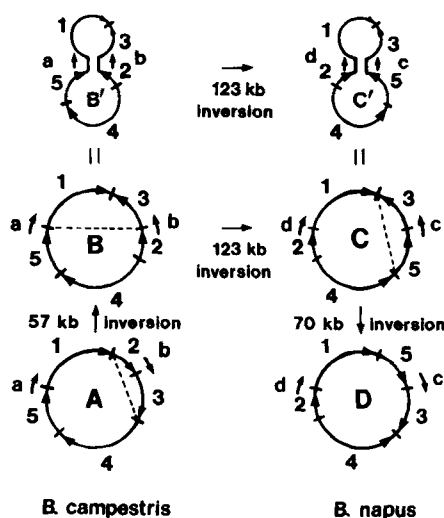 1 3 a b 5 2 B′ 4
123 kb
inversion
1 3 d c 2 5 C′ 4
=
=
1 3 a b B 5 2 4
123 kb
inversion
1 3 d c C 2 5 4
57 kb inversion
70 kb inversion
1 2 b a A 3 5 4
1 5 d c D 2 3 4
B. campestris
B. napus